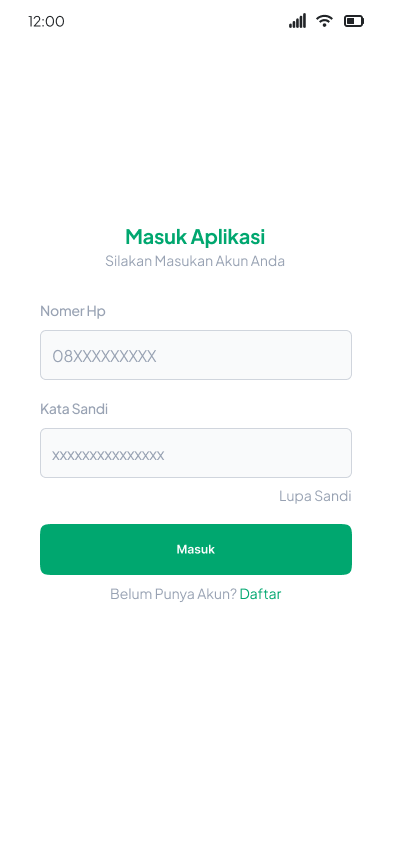 12:00
Masuk Aplikasi
Silakan Masukan Akun Anda
Nomer Hp
08XXXXXXXXX
Kata Sandi
xxxxxxxxxxxxxxx
Lupa Sandi
Masuk
Belum Punya Akun? Daftar